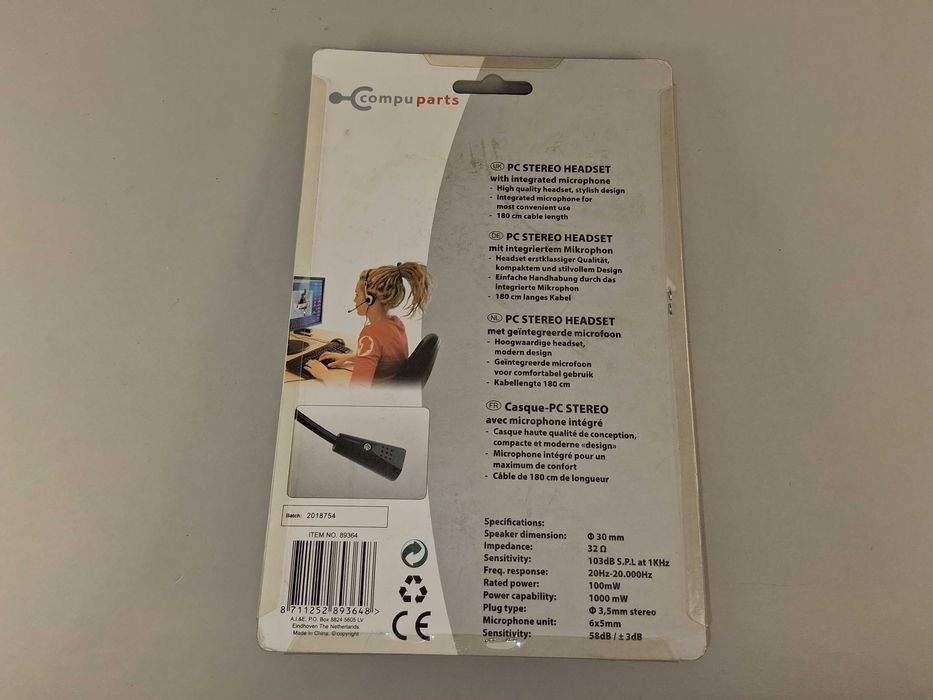 compuparts
UK PC STEREO HEADSET
with integrated microphone
- High quality headset, stylish design
- Integrated microphone for
most convenient use
- 180 cm cable length
DE PC STEREO HEADSET
mit integriertem Mikrophon
- Headset erstklassiger Qualität,
kompaktem und stilvollem Design
- Einfache Handhabung durch das
integrierte Mikrophon
- 180 cm langes Kabel
NL PC STEREO HEADSET
met geïntegreerde microfoon
- Hoogwaardige headset,
modern design
- Geïntegreerde microfoon
voor comfortabel gebruik
- Kabellengte 180 cm
FR Casque-PC STEREO
avec microphone intégré
- Casque haute qualité de conception,
compacte et moderne «design»
- Microphone intégré pour un
maximum de confort
- Câble de 180 cm de longueur
Batch: 2018754
ITEM NO. 89364
8 711252 893648 >
A.I.&E. P.O. Box 8824 5605 LV
Eindhoven The Netherlands.
Made in China. © copyright
CE
Specifications:
Speaker dimension: Φ 30 mm
Impedance: 32 Ω
Sensitivity: 103dB S.P.L at 1KHz
Freq. response: 20Hz-20.000Hz
Rated power: 100mW
Power capability: 1000 mW
Plug type: Φ 3,5mm stereo
Microphone unit: 6x5mm
Sensitivity: 58dB / ± 3dB